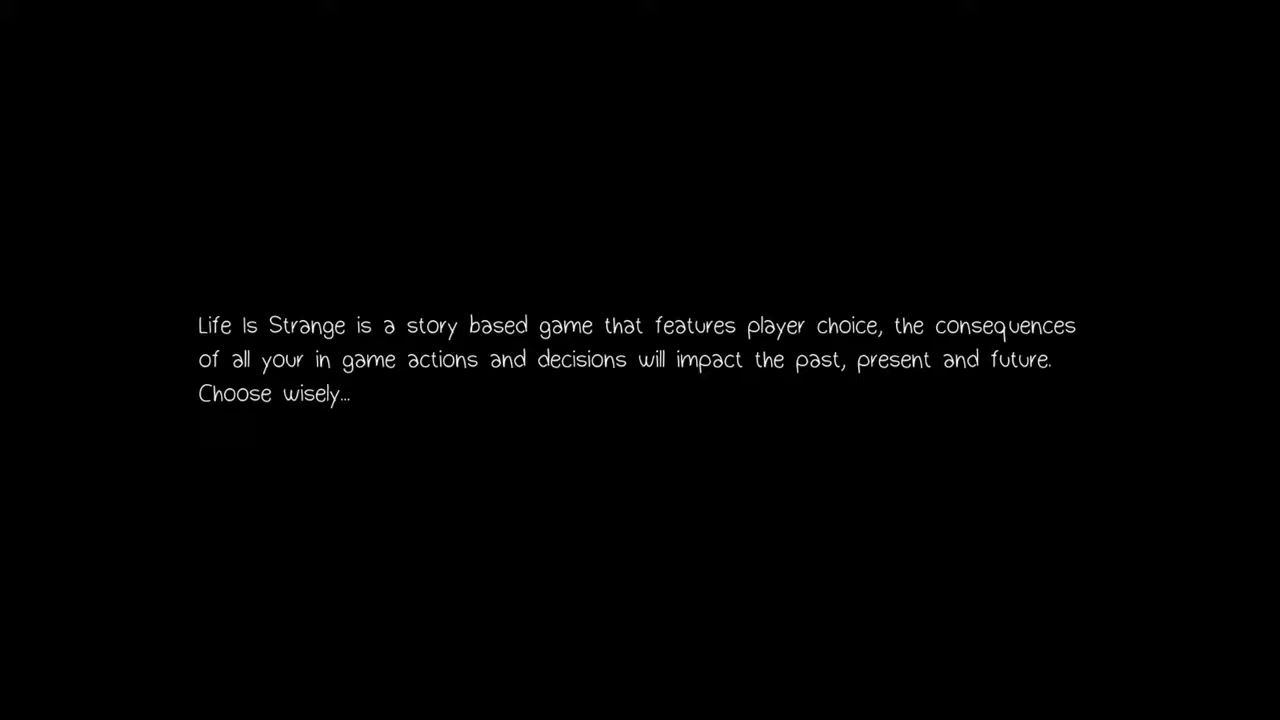 Life Is Strange is a story based game that features player choice, the consequences
of all your in game actions and decisions will impact the past, present and future.
Choose wisely...